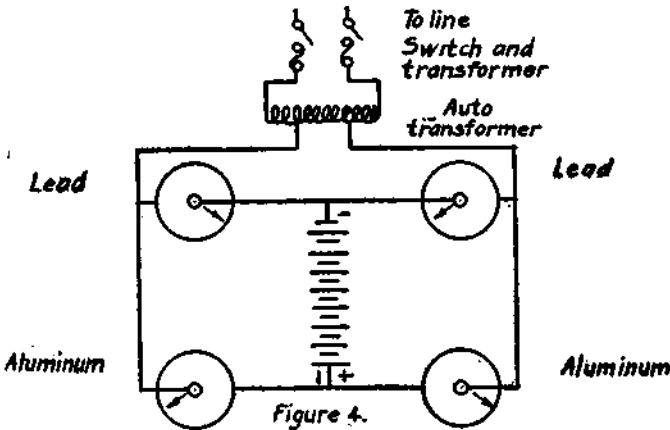 To line
Switch and
transformer
Auto
transformer
Lead
Lead
-
+
Aluminum
Aluminum
Figure 4.